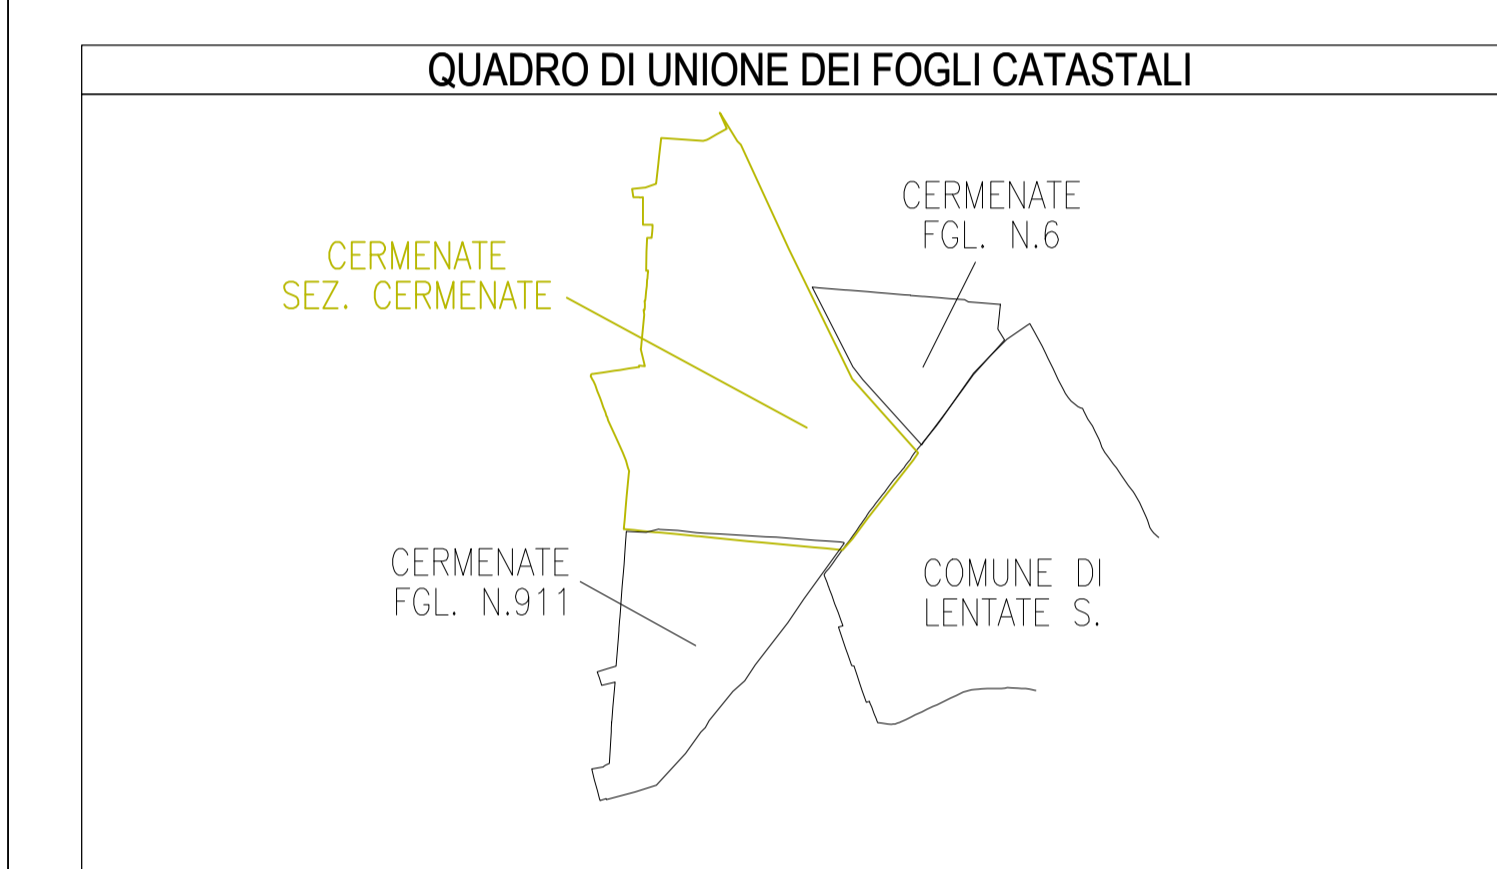 QUADRO DI UNIONE DEI FOGLI CATASTALI
CERMENATE
FGL. N.6
CERMENATE
SEZ. CERMENATE
CERMENATE
FGL. N.911
COMUNE DI
LENTATE S.